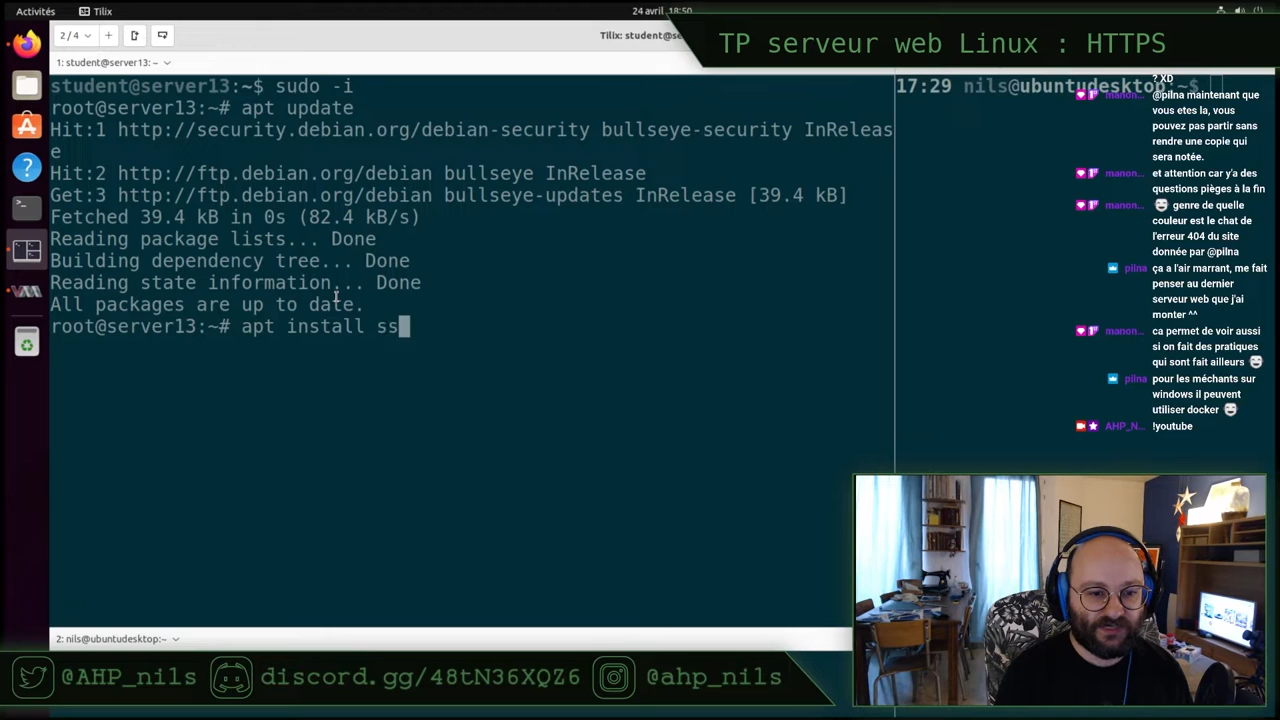 Activités
Tilix
24 avril 18:50
2/4
Tilix: student@se
TP serveur web Linux : HTTPS
1: student@server13: ~
student@server13:~$ sudo -i
root@server13:~# apt update
Hit:1 http://security.debian.org/debian-security bullseye-security InReleas
e
Hit:2 http://ftp.debian.org/debian bullseye InRelease
Get:3 http://ftp.debian.org/debian bullseye-updates InRelease [39.4 kB]
Fetched 39.4 kB in 0s (82.4 kB/s)
Reading package lists... Done
Building dependency tree... Done
Reading state information... Done
All packages are up to date.
root@server13:~# apt install ss
17:29 nils@ubuntudesktop:~$
? XD
manon... @pilna maintenant que
vous etes la, vous
pouvez pas partir sans
rendre une copie qui
sera notée.
manon... et attention car y'a des
questions pièges à la fin
manon... genre de quelle
couleur est le chat de
l'erreur 404 du site
donnée par @pilna
pilna ça a l'air marrant, me fait
penser au dernier
serveur web que j'ai
monter ^^
manon... ca permet de voir aussi
si on fait des pratiques
qui sont fait ailleurs
pilna pour les méchants sur
windows il peuvent
utiliser docker
AHP_N... !youtube
2: nils@ubuntudesktop:~
@AHP_nils
discord.gg/48tN36XQZ6
@ahp_nils